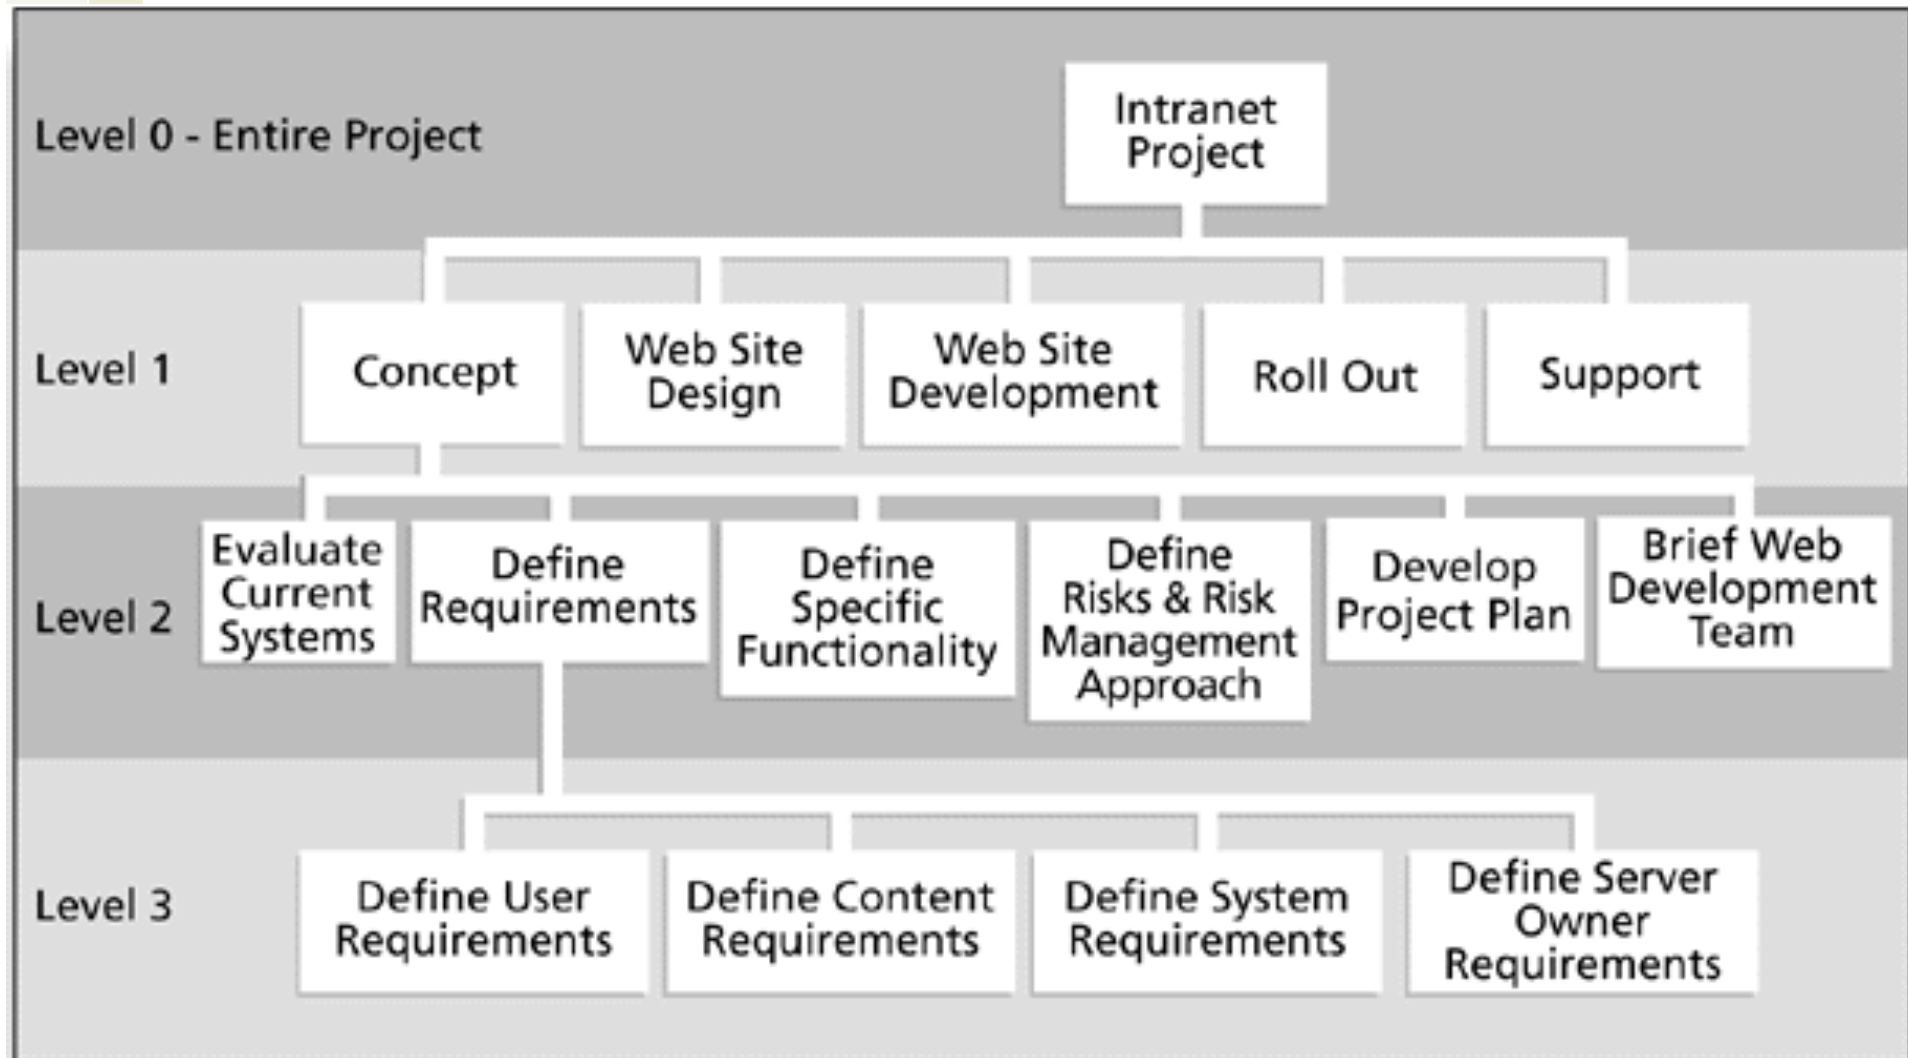 Level 0 - Entire Project
Intranet
Project
Level 1
Concept
Web Site
Design
Web Site
Development
Roll Out
Support
Level 2
Evaluate
Current
Systems
Define
Requirements
Define
Specific
Functionality
Define
Risks & Risk
Management
Approach
Develop
Project Plan
Brief Web
Development
Team
Level 3
Define User
Requirements
Define Content
Requirements
Define System
Requirements
Define Server
Owner
Requirements